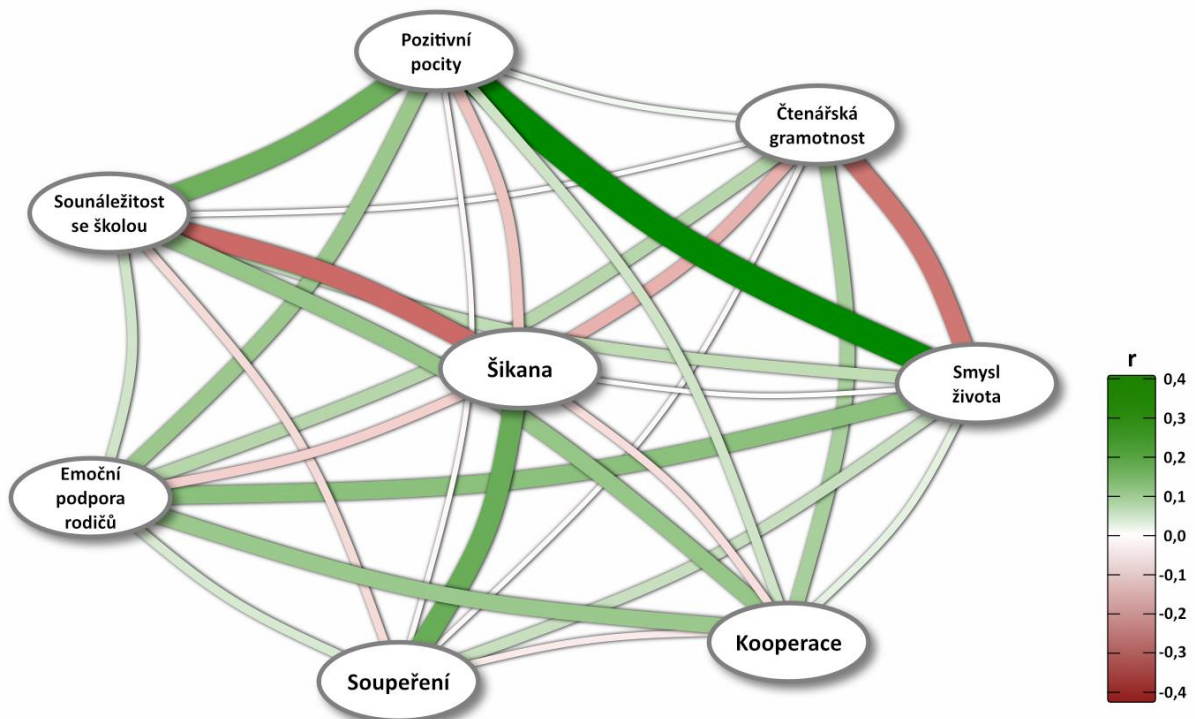 Pozitivní
pocity
Čtenářská
gramotnost
Sounáležitost
se školou
Šikana
Smysl
života
Emoční
podpora
rodičů
Soupeření
Kooperace
r
0,4
0,3
0,2
0,1
0,0
-0,1
-0,2
-0,3
-0,4